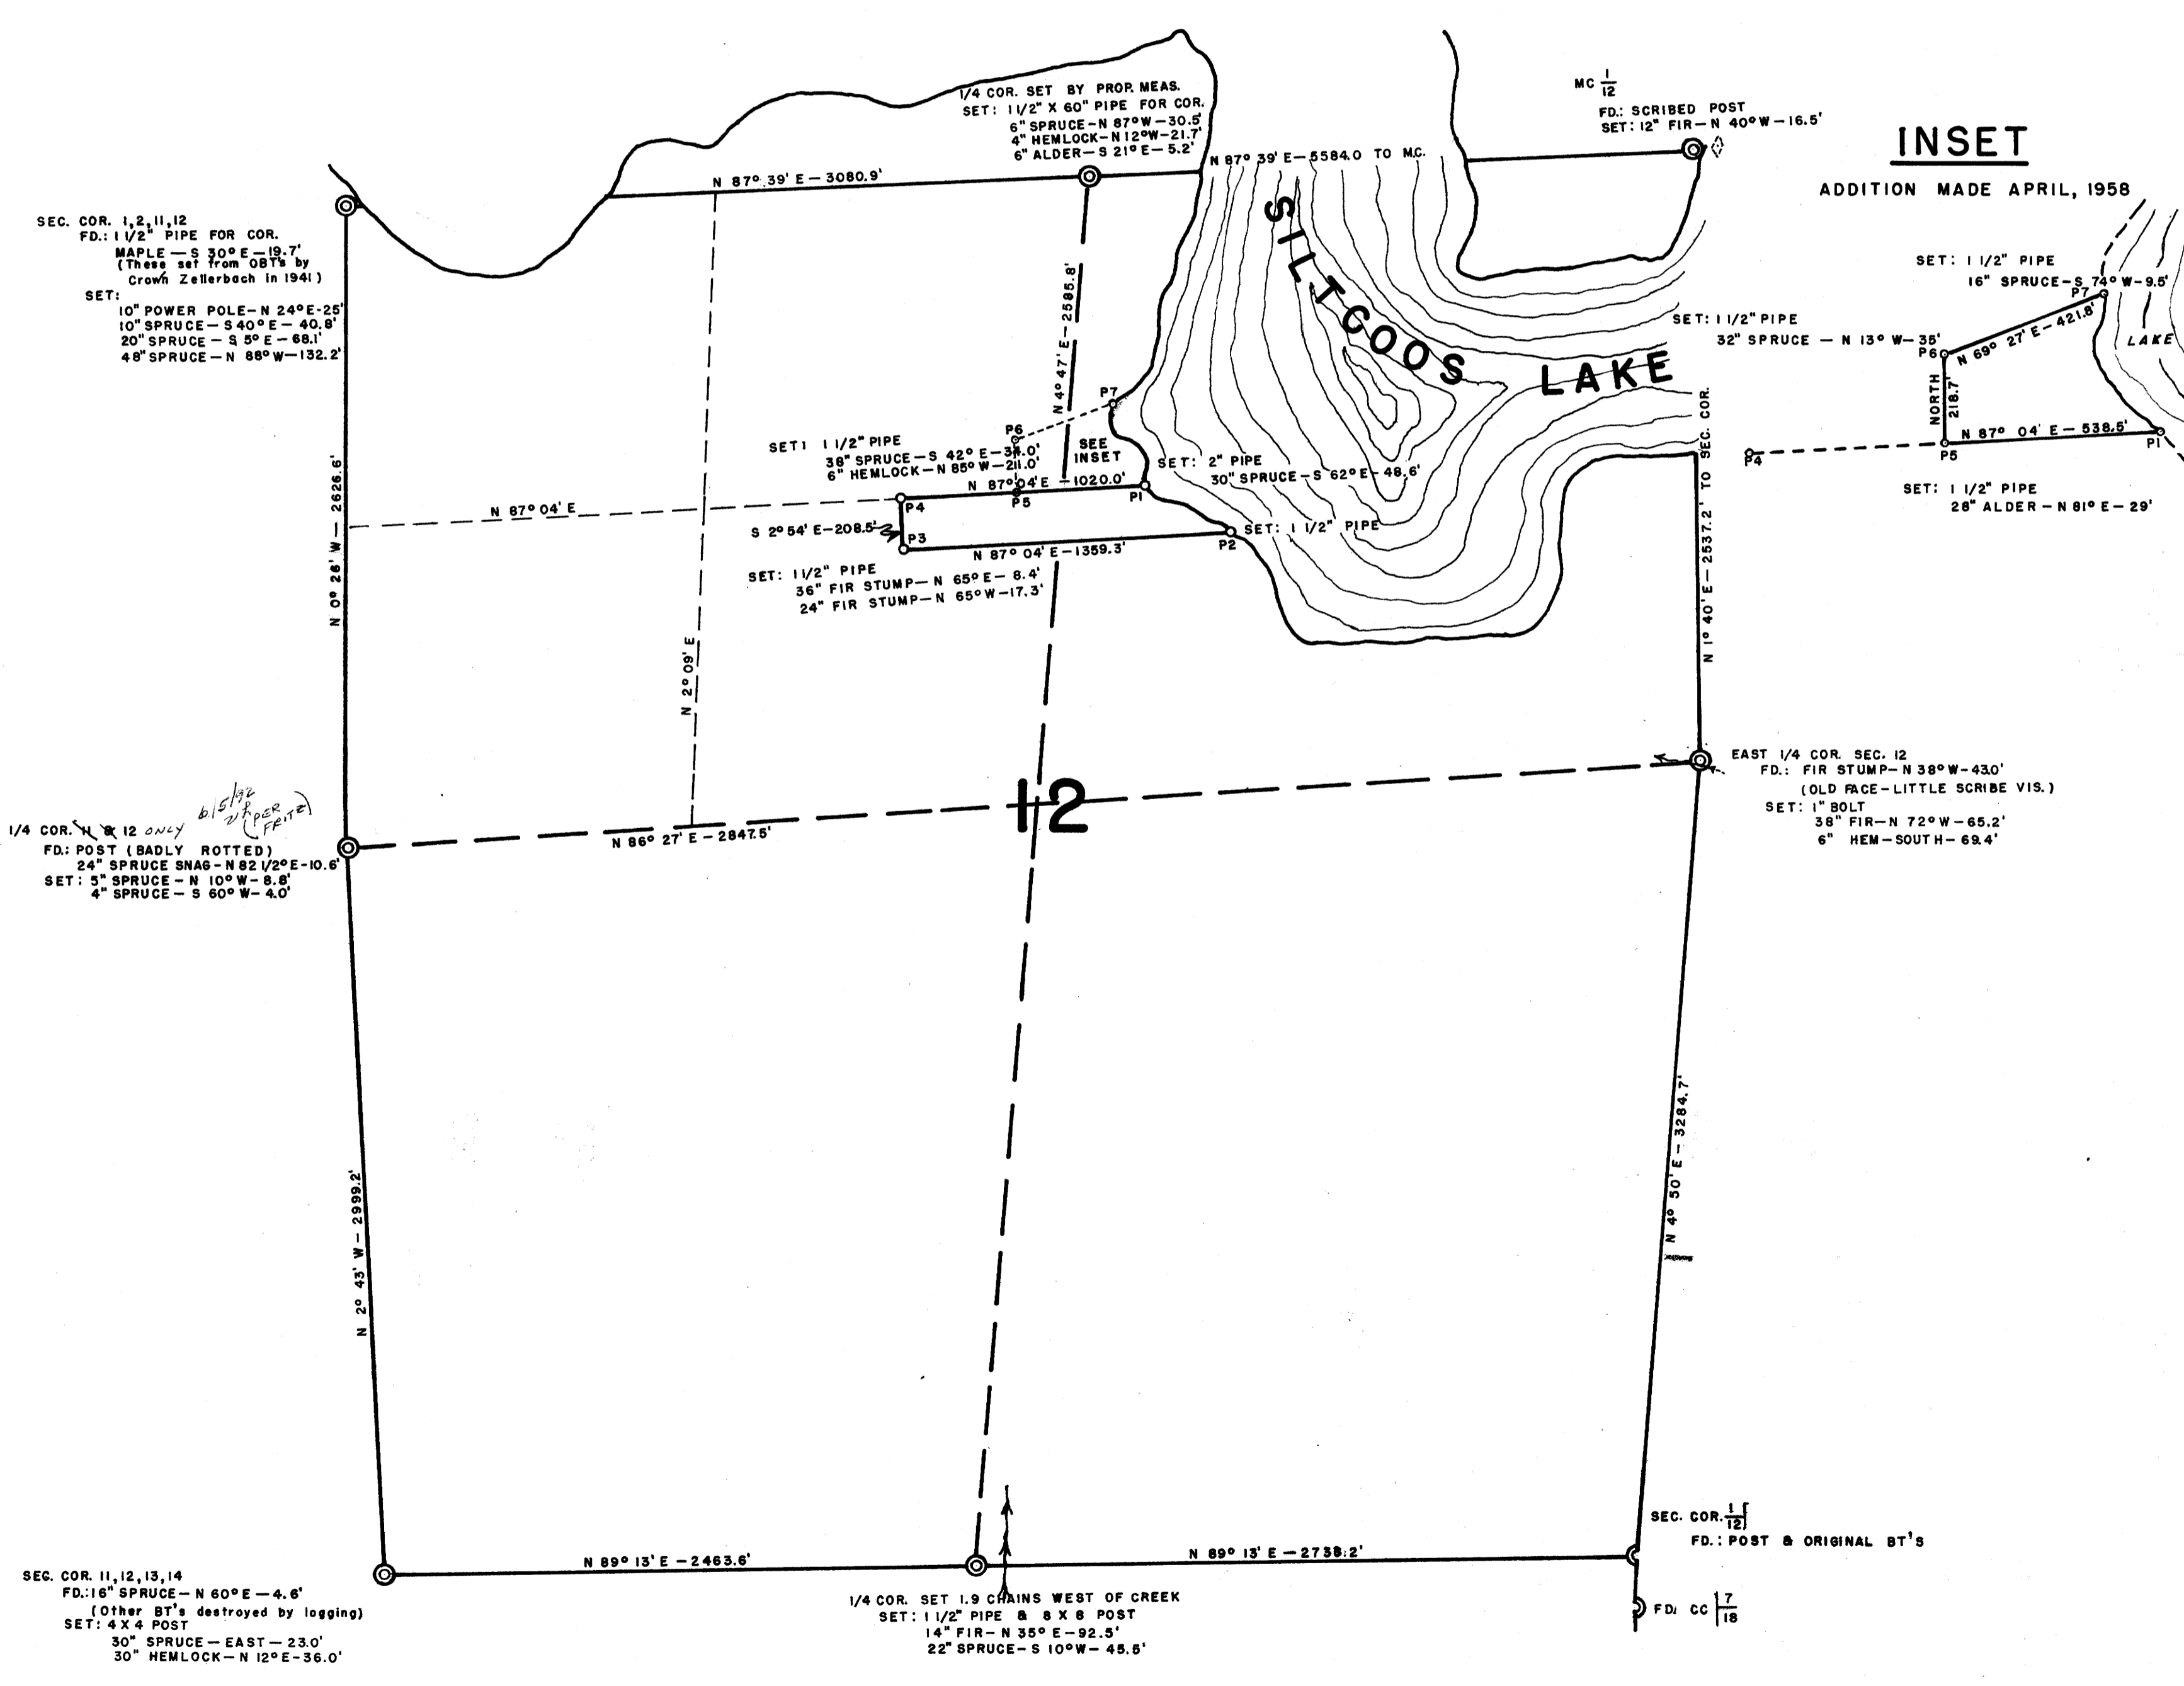 1/4 COR. SET BY PROP. MEAS.
SET: 1 1/2" X 60" PIPE FOR COR.
6" SPRUCE-N 87° W-30.5'
4" HEMLOCK-N 12° W-21.7'
6" ALDER-S 21° E-5.2'
MC 1/12
FD.: SCRIBED POST
SET: 12" FIR-N 40° W-16.5'
INSET
ADDITION MADE APRIL, 1958
N 87° 39' E-5584.0 TO M.C.
N 87° 39' E-3080.9'
SEC. COR. 1,2,11,12
FD.: 1 1/2" PIPE FOR COR.
MAPLE-S 30° E-19.7'
(These set from OBT's by
Crown Zellerbach in 1941)
SET:
10" POWER POLE-N 24° E-25'
10" SPRUCE-S 40° E-40.8'
20" SPRUCE-S 5° E-68.1'
48" SPRUCE-N 88° W-132.2'
SILTCOOS LAKE
N 4° 47' E-2585.8'
SET: 1 1/2" PIPE
16" SPRUCE-S 74° W-9.5'
P7
SET: 1 1/2" PIPE
32" SPRUCE-N 13° W-35'
P6
N 69° 27' E-421.8'
LAKE
NORTH
218.7'
N 87° 04' E-538.5'
P1
P4
P5
SET: 1 1/2" PIPE
28" ALDER-N 81° E-29'
P7
P6
SEE
INSET
SET: 1 1/2" PIPE
38" SPRUCE-S 42° E-
6" HEMLOCK-N 85° W-
SET: 2" PIPE
30" SPRUCE-S 62° E-48.6'
N 87° 04' E-1020.0'
P1
P5
P4
N 87° 04' E
S 2° 54' E-208.5'
P3
SET: 1 1/2" PIPE
P2
N 87° 04' E-1359.3'
SET: 1 1/2" PIPE
36" FIR STUMP-N 65° E-8.4'
24" FIR STUMP-N 65° W-17.3'
N 0° 26' W-2626.6'
N 2° 09' E
N 1° 40' E-2537.2' TO SEC. COR.
EAST 1/4 COR. SEC. 12
FD.: FIR STUMP-N 38° W-43.0'
(OLD FACE-LITTLE SCRIBE VIS.)
SET: 1" BOLT
38" FIR-N 72° W-65.2'
6" HEM-SOUTH-69.4'
12
6/5/92
(PER
FRITZ)
1/4 COR. 11 & 12 ONLY
FD.: POST (BADLY ROTTED)
24" SPRUCE SNAG-N 82 1/2° E-10.6'
SET: 5" SPRUCE-N 10° W-8.8'
4" SPRUCE-S 60° W-4.0'
N 86° 27' E-2847.5'
N 2° 43' W-2999.2'
N 4° 50' E-3284.7'
N 89° 13' E-2463.6'
N 89° 13' E-2738.2'
SEC. COR. 1/12
FD.: POST & ORIGINAL BT'S
FD: CC 7/18
SEC. COR. 11,12,13,14
FD.: 16" SPRUCE-N 60° E-4.6'
(Other BT's destroyed by logging)
SET: 4 X 4 POST
30" SPRUCE-EAST-23.0'
30" HEMLOCK-N 12° E-36.0'
1/4 COR. SET 1.9 CHAINS WEST OF CREEK
SET: 1 1/2" PIPE & 8 X 8 POST
14" FIR-N 35° E-92.5'
22" SPRUCE-S 10° W-45.5'